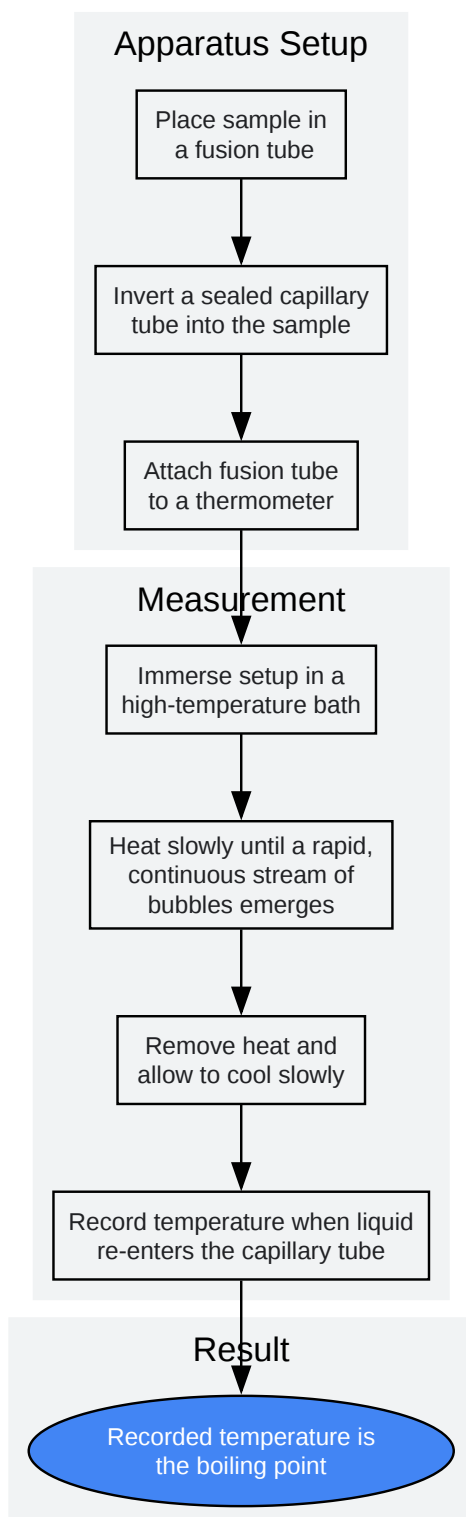 Apparatus Setup
Place sample in
a fusion tube
Invert a sealed capillary
tube into the sample
Attach fusion tube
to a thermometer
Measurement
Immerse setup in a
high-temperature bath
Heat slowly until a rapid,
continuous stream of
bubbles emerges
Remove heat and
allow to cool slowly
Record temperature when liquid
re-enters the capillary tube
Result
Recorded temperature is
the boiling point